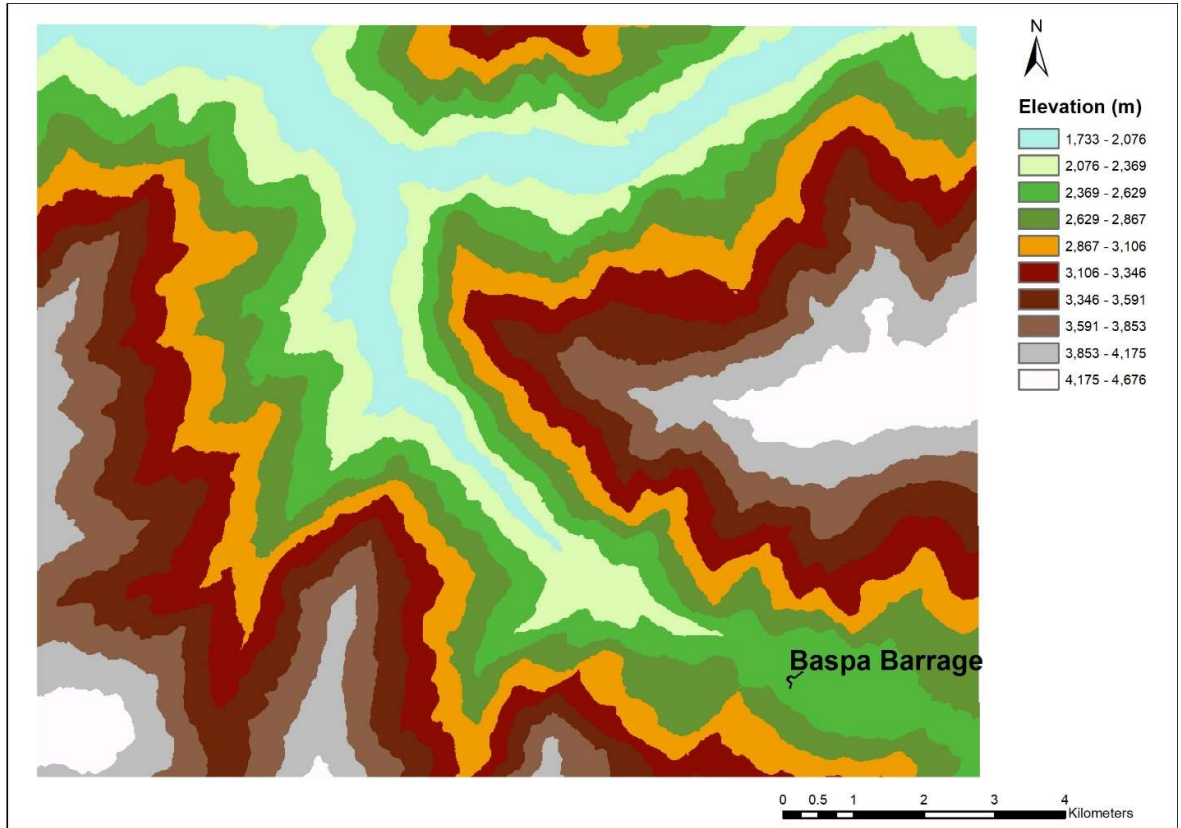 N
Elevation (m)
1,733 - 2,076
2,076 - 2,369
2,369 - 2,629
2,629 - 2,867
2,867 - 3,106
3,106 - 3,346
3,346 - 3,591
3,591 - 3,853
3,853 - 4,175
4,175 - 4,676
Baspa Barrage
0 0.5 1 2 3 4
Kilometers